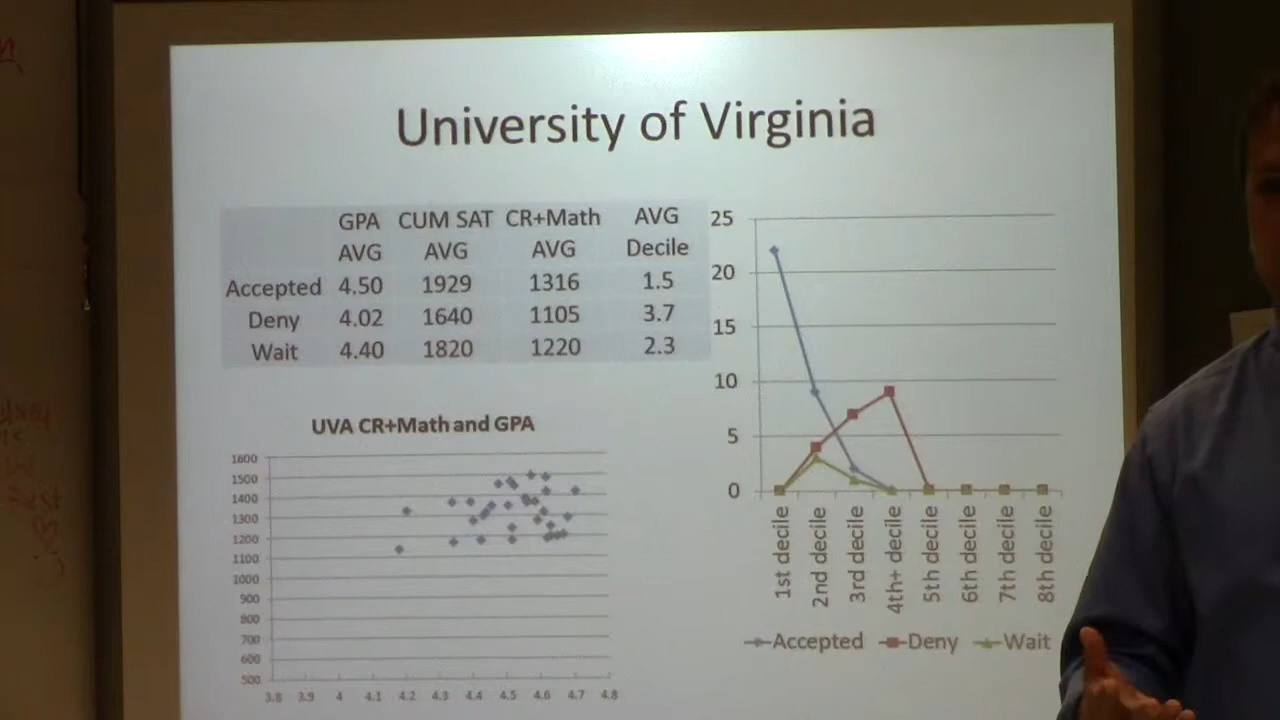 University of Virginia
GPA CUM SAT CR+Math AVG
AVG AVG AVG Decile
Accepted 4.50 1929 1316 1.5
Deny 4.02 1640 1105 3.7
Wait 4.40 1820 1220 2.3
25
20
15
10
5
0
1st decile
2nd decile
3rd decile
4th+ decile
5th decile
6th decile
7th decile
8th decile
Accepted Deny Wait
UVA CR+Math and GPA
1600
1500
1400
1300
1200
1100
1000
900
800
700
600
500
3.8 3.9 4 4.1 4.2 4.3 4.4 4.5 4.6 4.7 4.8